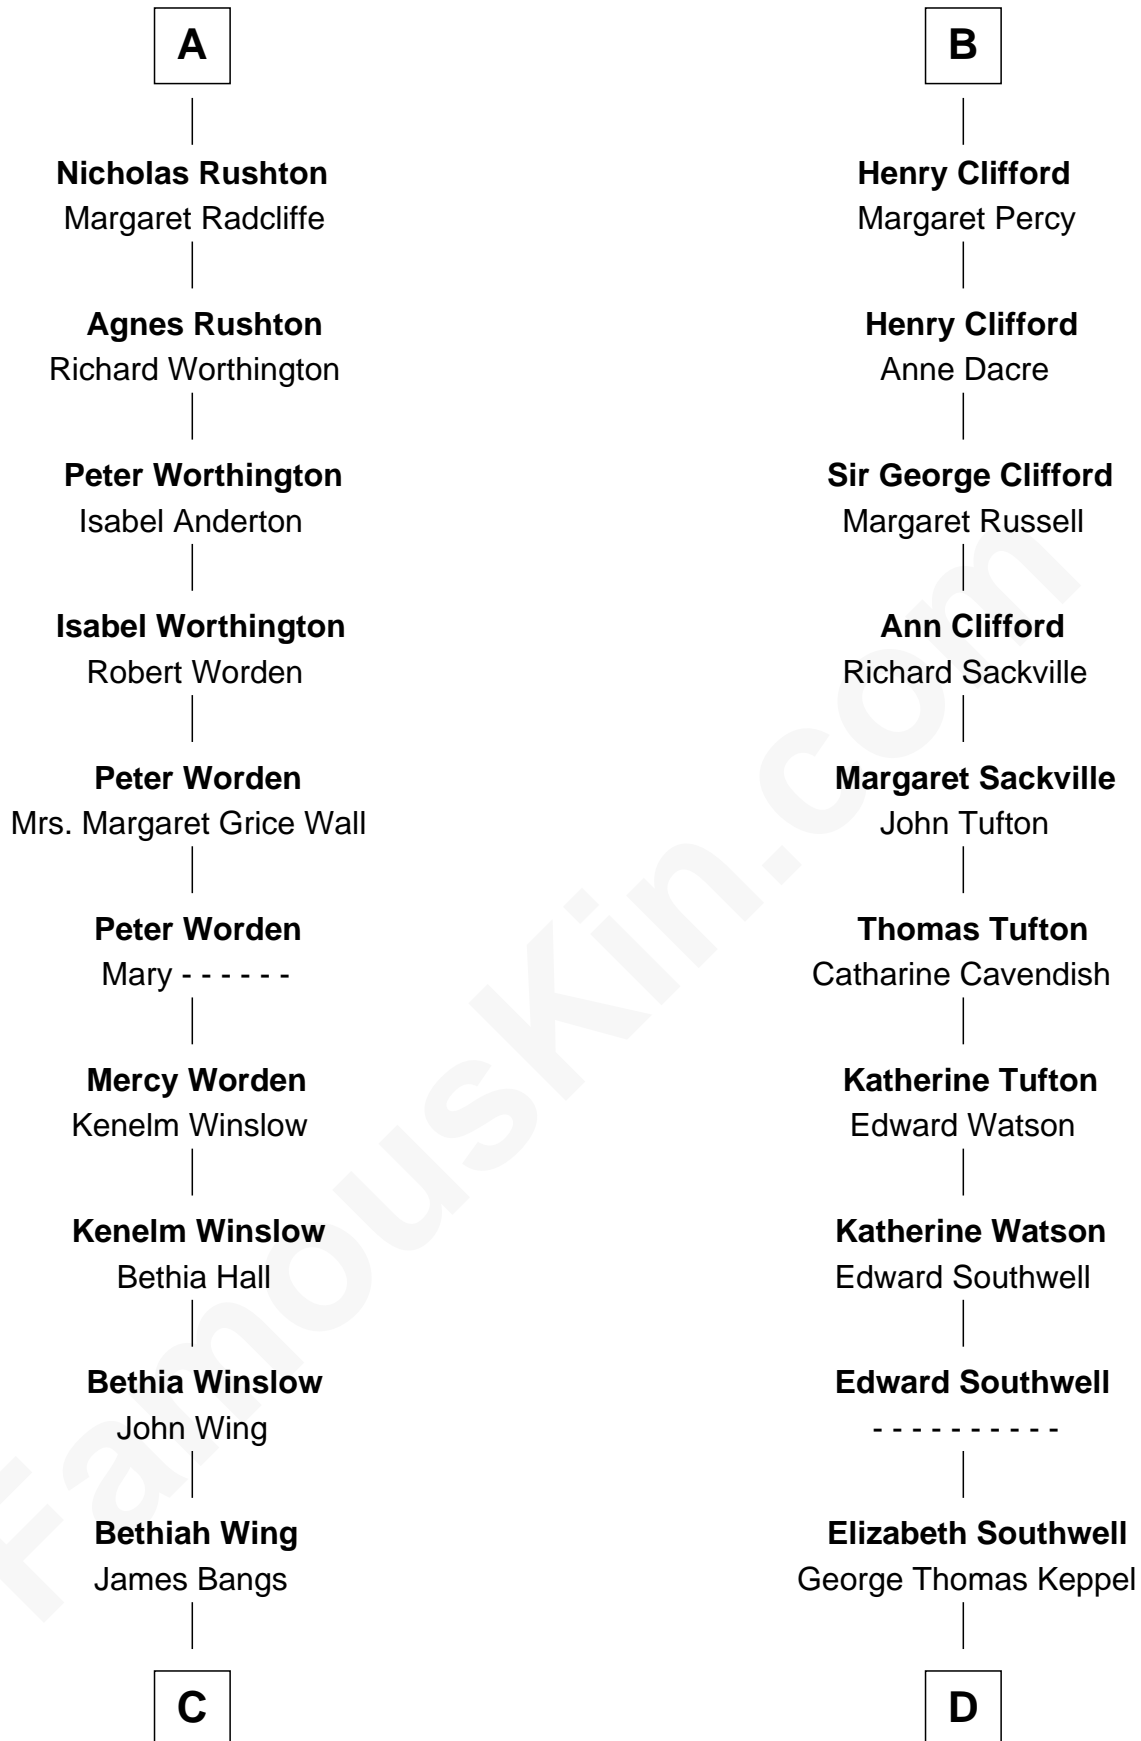 A
Nicholas Rushton
Margaret Radcliffe
Agnes Rushton
Richard Worthington
Peter Worthington
Isabel Anderton
Isabel Worthington
Robert Worden
Peter Worden
Mrs. Margaret Grice Wall
Peter Worden
Mary - - - - - -
Mercy Worden
Kenelm Winslow
Kenelm Winslow
Bethia Hall
Bethia Winslow
John Wing
Bethiah Wing
James Bangs
C
B
Henry Clifford
Margaret Percy
Henry Clifford
Anne Dacre
Sir George Clifford
Margaret Russell
Ann Clifford
Richard Sackville
Margaret Sackville
John Tufton
Thomas Tufton
Catharine Cavendish
Katherine Tufton
Edward Watson
Katherine Watson
Edward Southwell
Edward Southwell
- - - - - - - - - -
Elizabeth Southwell
George Thomas Keppel
D
FamousKin.com